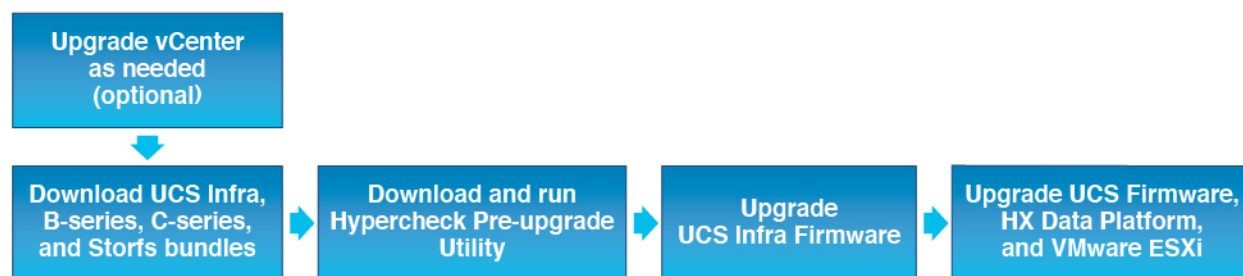 Upgrade vCenter
as needed
(optional)
Download UCS Infra,
B-series, C-series,
and Storfs bundles
Download and run
Hypercheck Pre-upgrade
Utility
Upgrade
UCS Infra Firmware
Upgrade UCS Firmware,
HX Data Platform,
and VMware ESXi